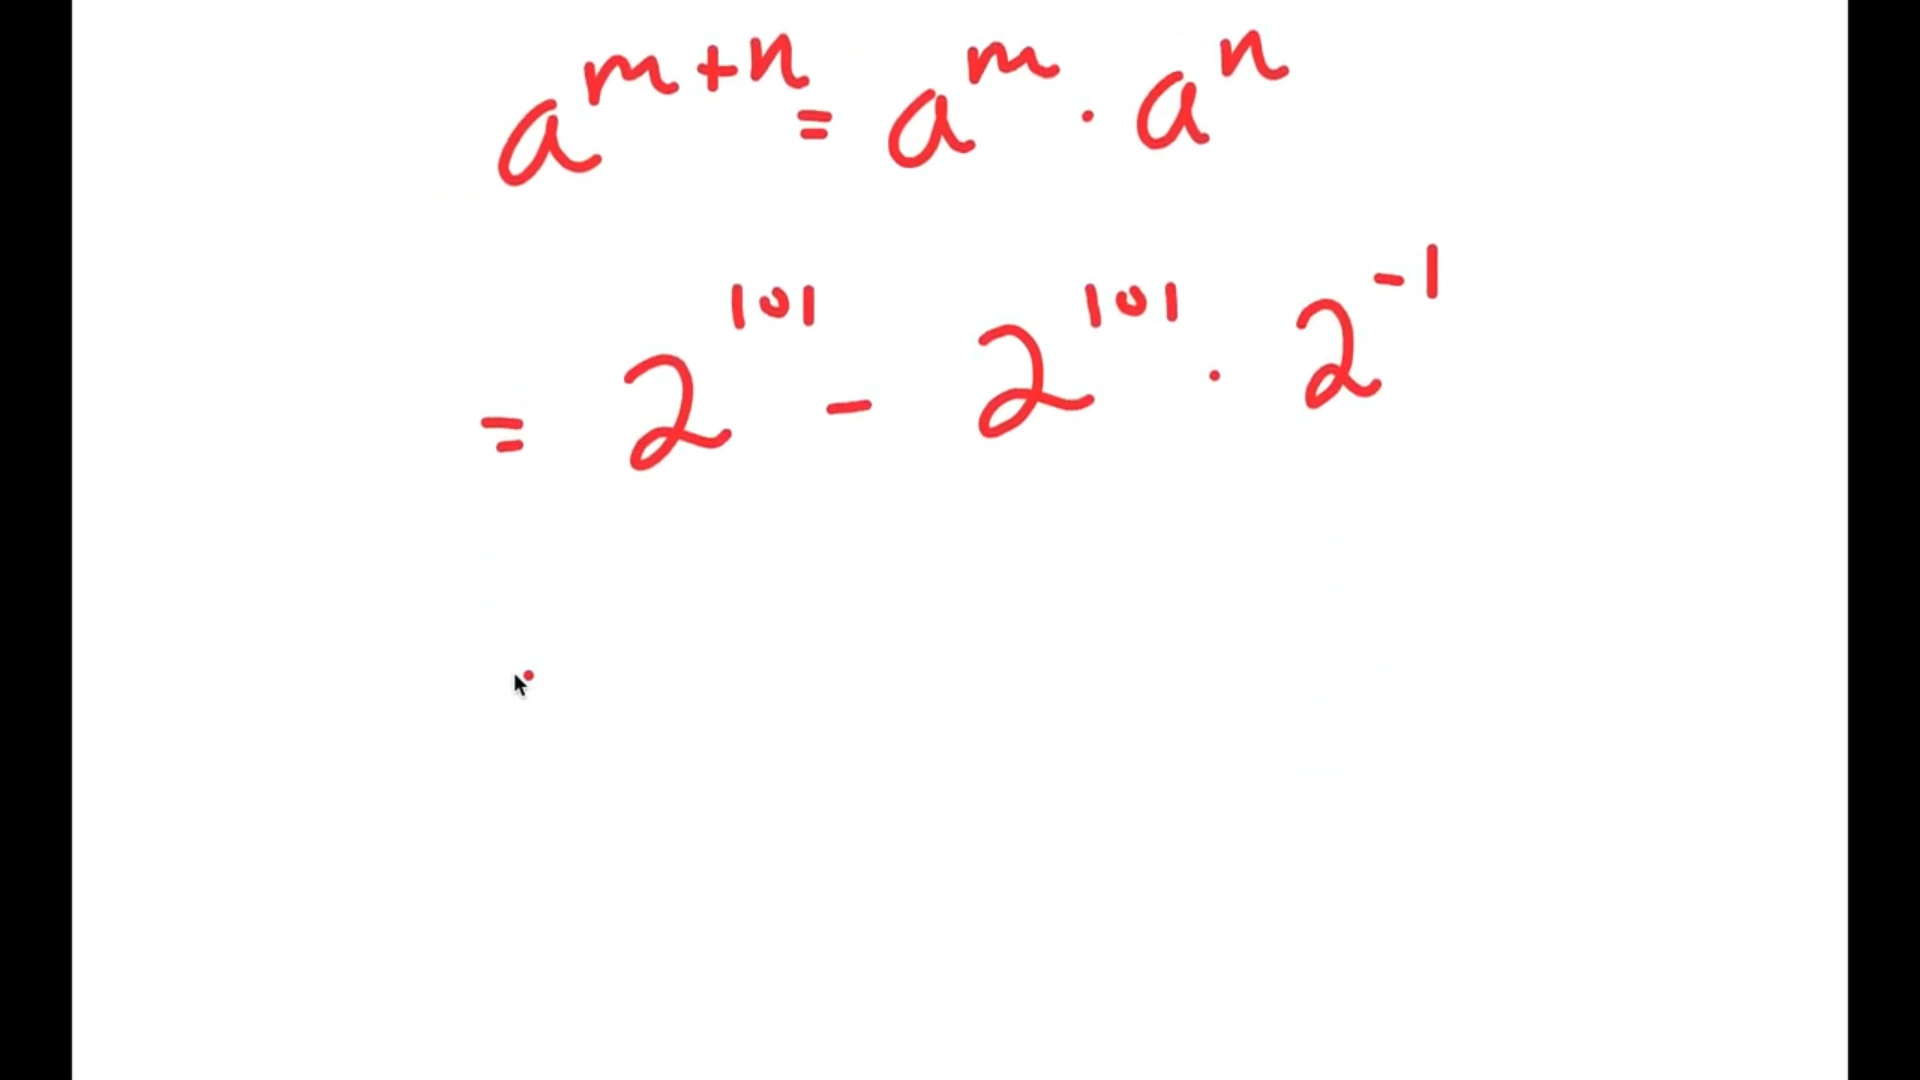 a^{m+n} = a^m · a^n
= 2^{101} - 2^{101} · 2^{-1}